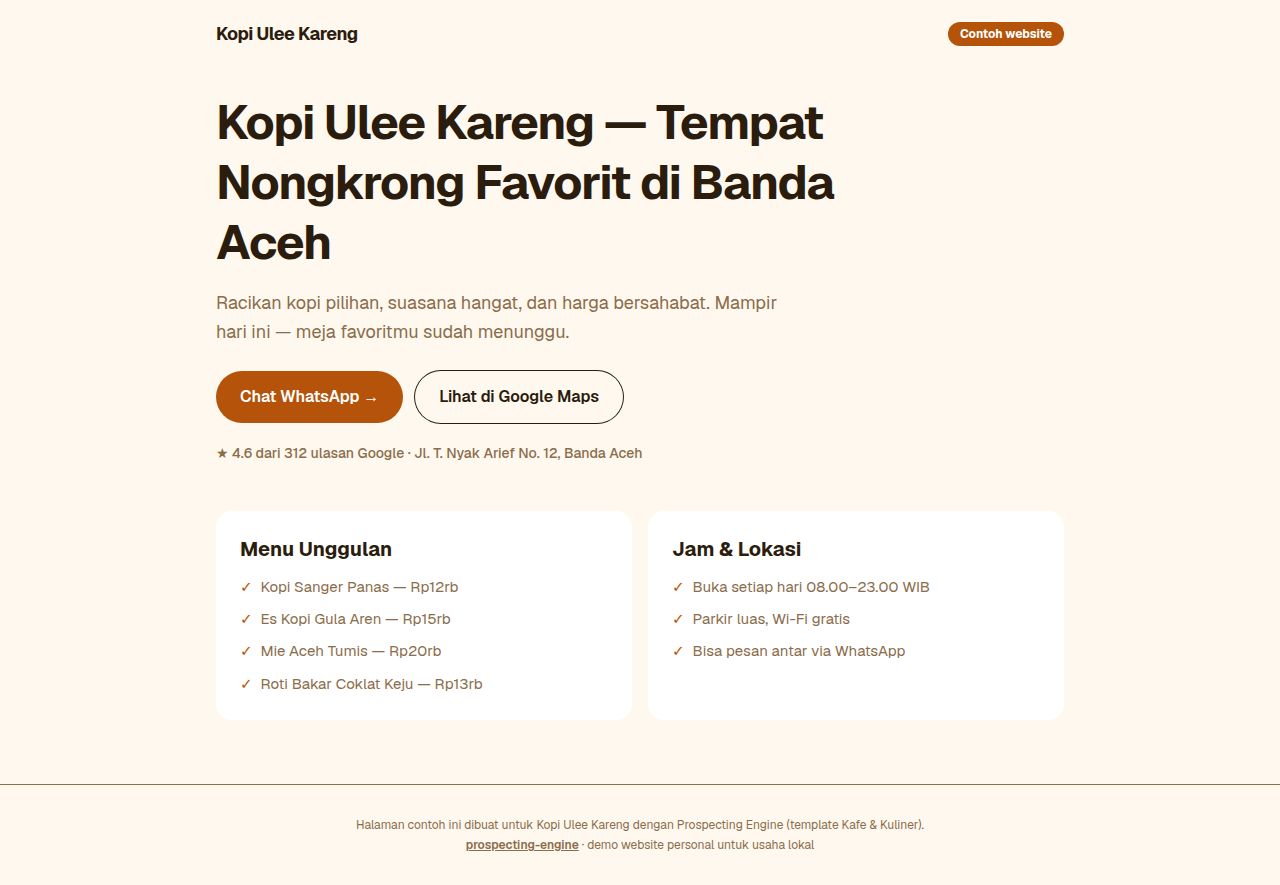 Kopi Ulee Kareng
Contoh website
Kopi Ulee Kareng — Tempat
Nongkrong Favorit di Banda
Aceh
Racikan kopi pilihan, suasana hangat, dan harga bersahabat. Mampir
hari ini — meja favoritmu sudah menunggu.
Chat WhatsApp →
Lihat di Google Maps
★ 4.6 dari 312 ulasan Google · Jl. T. Nyak Arief No. 12, Banda Aceh
Menu Unggulan
✓ Kopi Sanger Panas — Rp12rb
✓ Es Kopi Gula Aren — Rp15rb
✓ Mie Aceh Tumis — Rp20rb
✓ Roti Bakar Coklat Keju — Rp13rb
Jam & Lokasi
✓ Buka setiap hari 08.00–23.00 WIB
✓ Parkir luas, Wi-Fi gratis
✓ Bisa pesan antar via WhatsApp
Halaman contoh ini dibuat untuk Kopi Ulee Kareng dengan Prospecting Engine (template Kafe & Kuliner).
prospecting-engine · demo website personal untuk usaha lokal